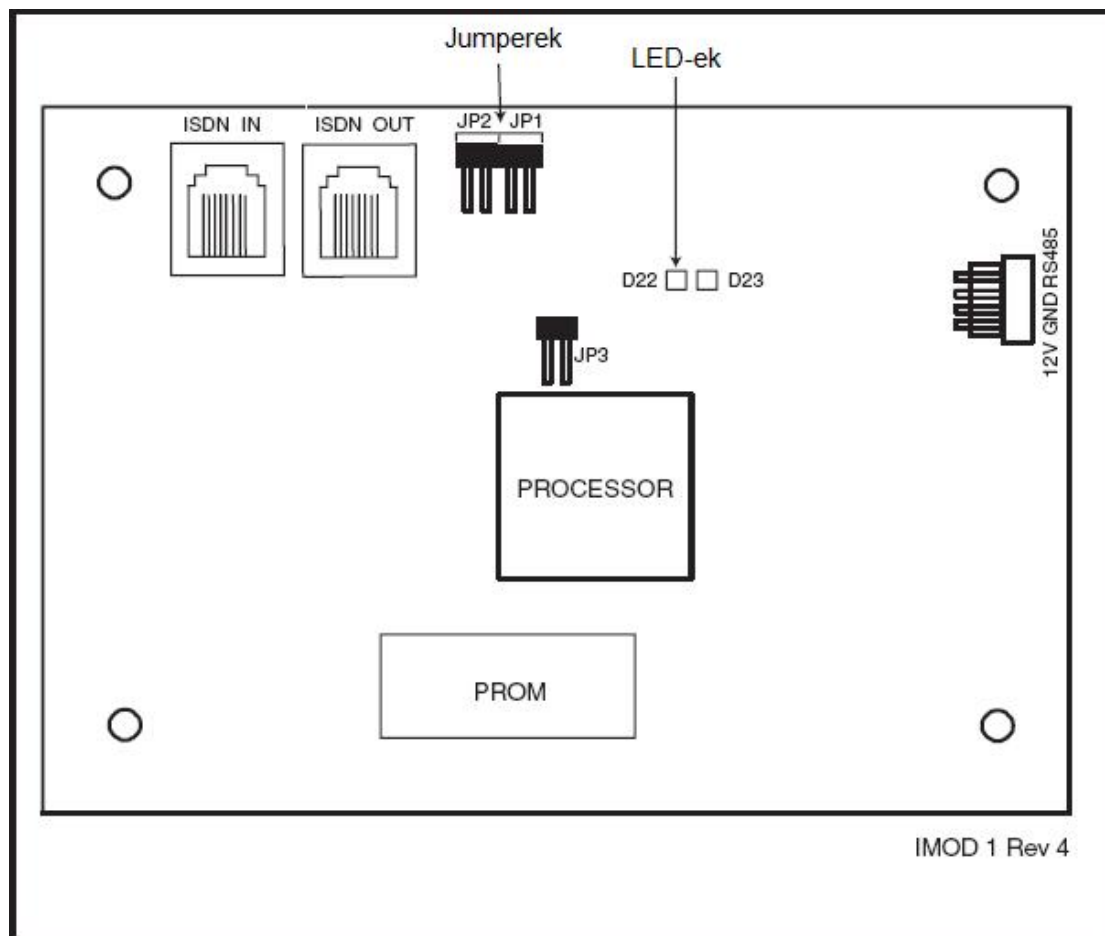 Jumperek
LED-ek
ISDN IN
ISDN OUT
JP2 JP1
D22
D23
12V GND RS485
JP3
PROCESSOR
PROM
IMOD 1 Rev 4